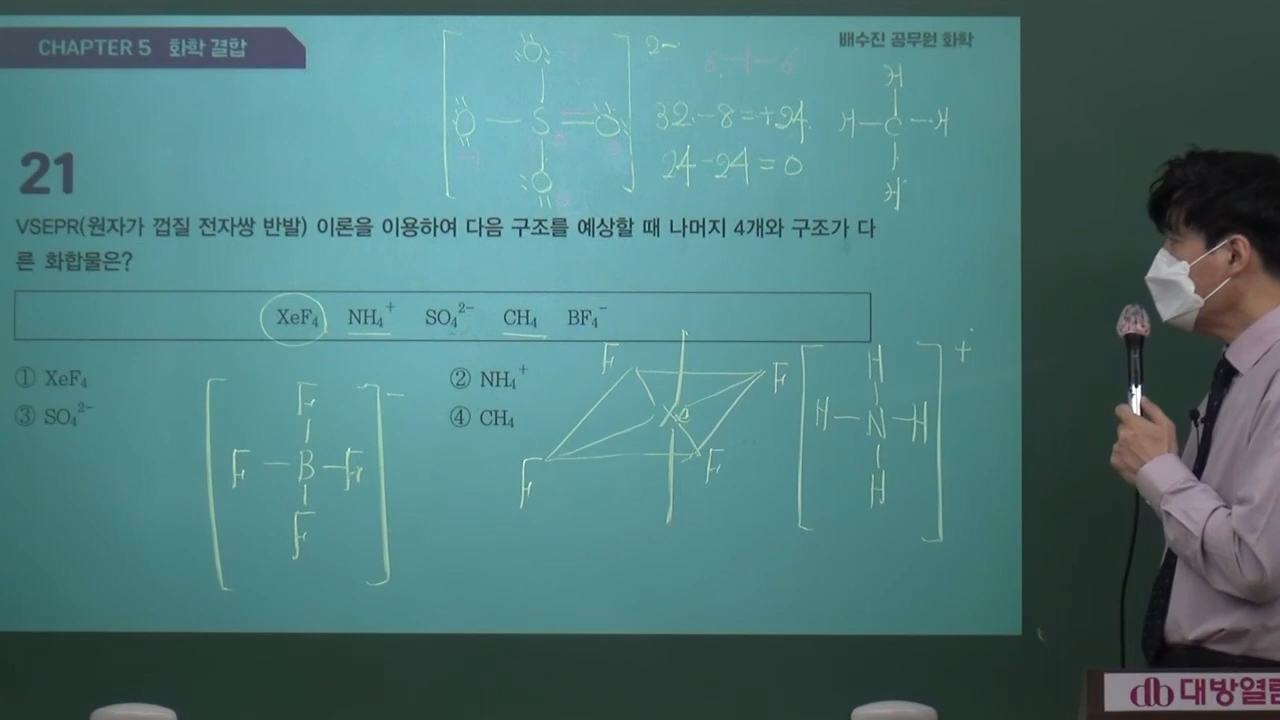 CHAPTER 5 화학 결합
배수진 공무원 화학
21
VSEPR(원자가 껍질 전자쌍 반발) 이론을 이용하여 다음 구조를 예상할 때 나머지 4개와 구조가 다
른 화합물은?
XeF₄ NH₄⁺ SO₄²⁻ CH₄ BF₄⁻
① XeF₄ ② NH₄⁺
③ SO₄²⁻ ④ CH₄
O
O S O
O
2-
32-8=+24
24-24=0
H
H-C-H
H
F
F-B-F
F
-
F F
Xe
F F
H
H-N-H
H
+
대방열림